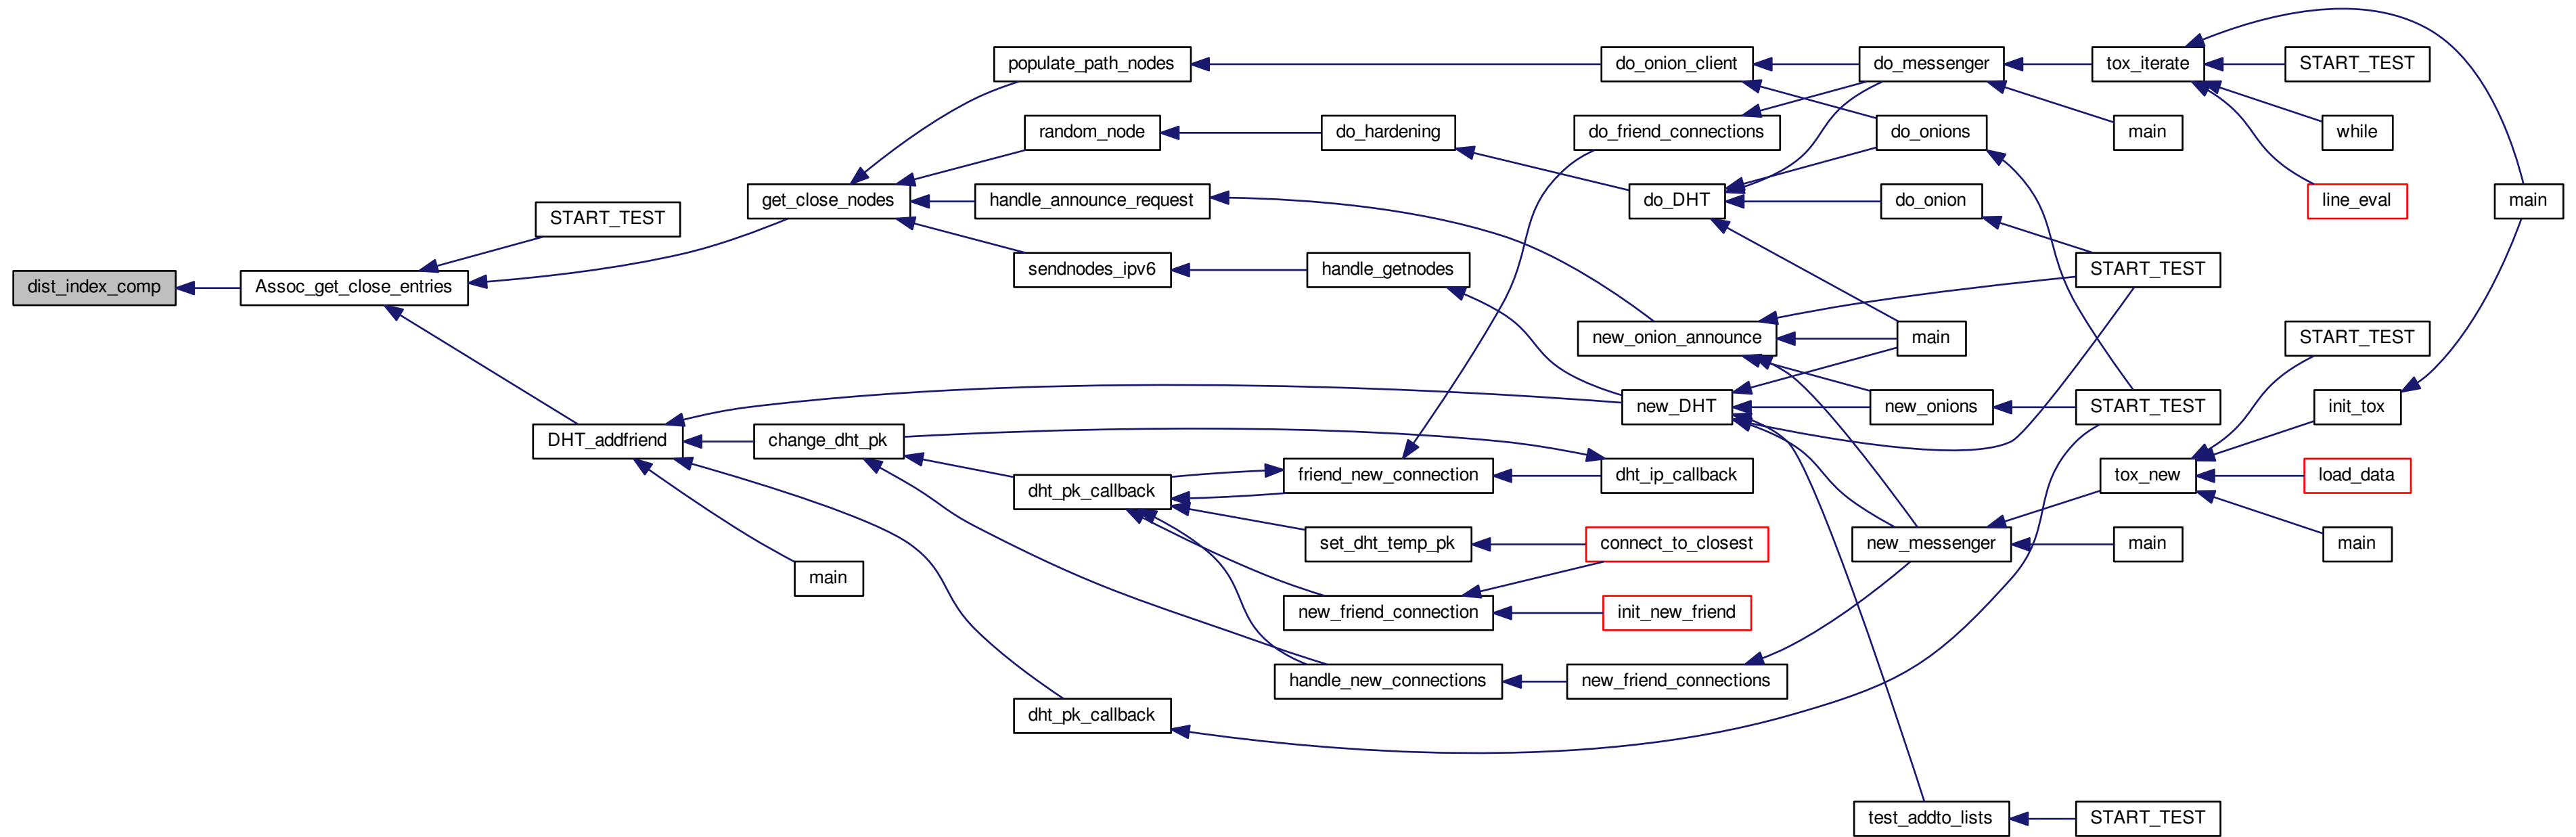 populate_path_nodes
do_onion_client
do_messenger
tox_iterate
START_TEST
random_node
do_hardening
do_friend_connections
do_onions
main
while
START_TEST
get_close_nodes
handle_announce_request
do_DHT
do_onion
line_eval
main
dist_index_comp
Assoc_get_close_entries
sendnodes_ipv6
handle_getnodes
START_TEST
new_onion_announce
main
START_TEST
new_DHT
new_onions
START_TEST
init_tox
DHT_addfriend
change_dht_pk
dht_pk_callback
friend_new_connection
dht_ip_callback
tox_new
load_data
set_dht_temp_pk
connect_to_closest
new_messenger
main
main
main
new_friend_connection
init_new_friend
handle_new_connections
new_friend_connections
dht_pk_callback
test_addto_lists
START_TEST